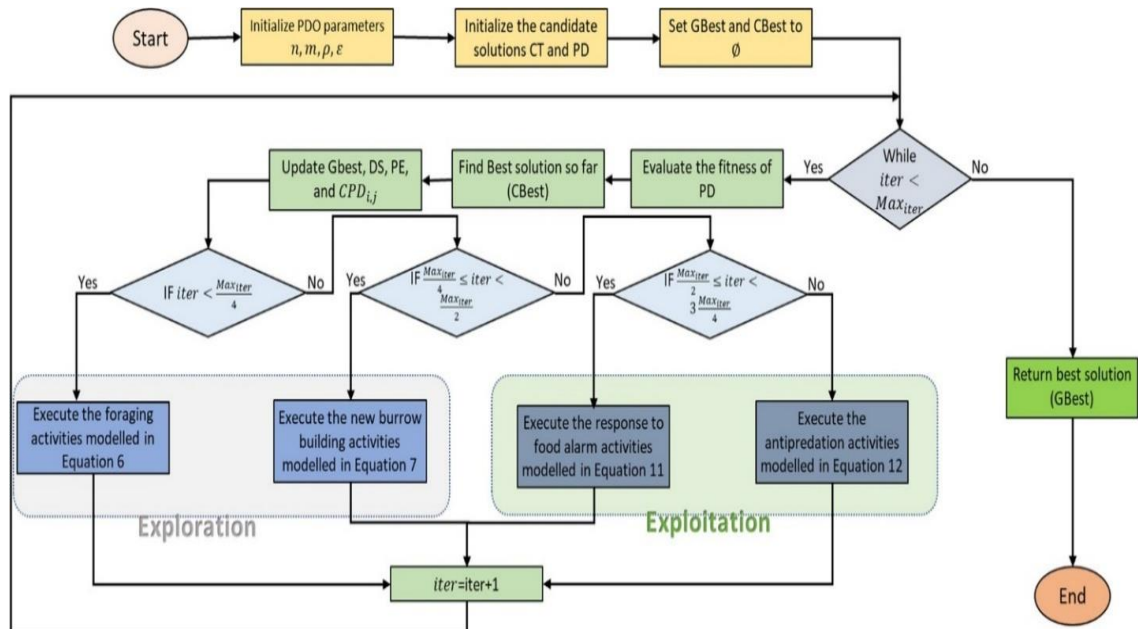 Start
Initialize PDO parameters
n, m, ρ, ε
Initialize the candidate
solutions CT and PD
Set GBest and CBest to
Ø
While
iter <
Max_iter
Yes
No
Evaluate the fitness of
PD
Find Best solution so far
(CBest)
Update Gbest, DS, PE,
and CPD_i,j
Yes
IF iter < Max_iter/4
No
Yes
IF Max_iter/4 ≤ iter <
Max_iter/2
No
Yes
IF Max_iter/2 ≤ iter <
3 Max_iter/4
No
Execute the foraging
activities modelled in
Equation 6
Execute the new burrow
building activities
modelled in Equation 7
Exploration
Execute the response to
food alarm activities
modelled in Equation 11
Execute the
antipredation activities
modelled in Equation 12
Exploitation
Return best solution
(GBest)
iter=iter+1
End